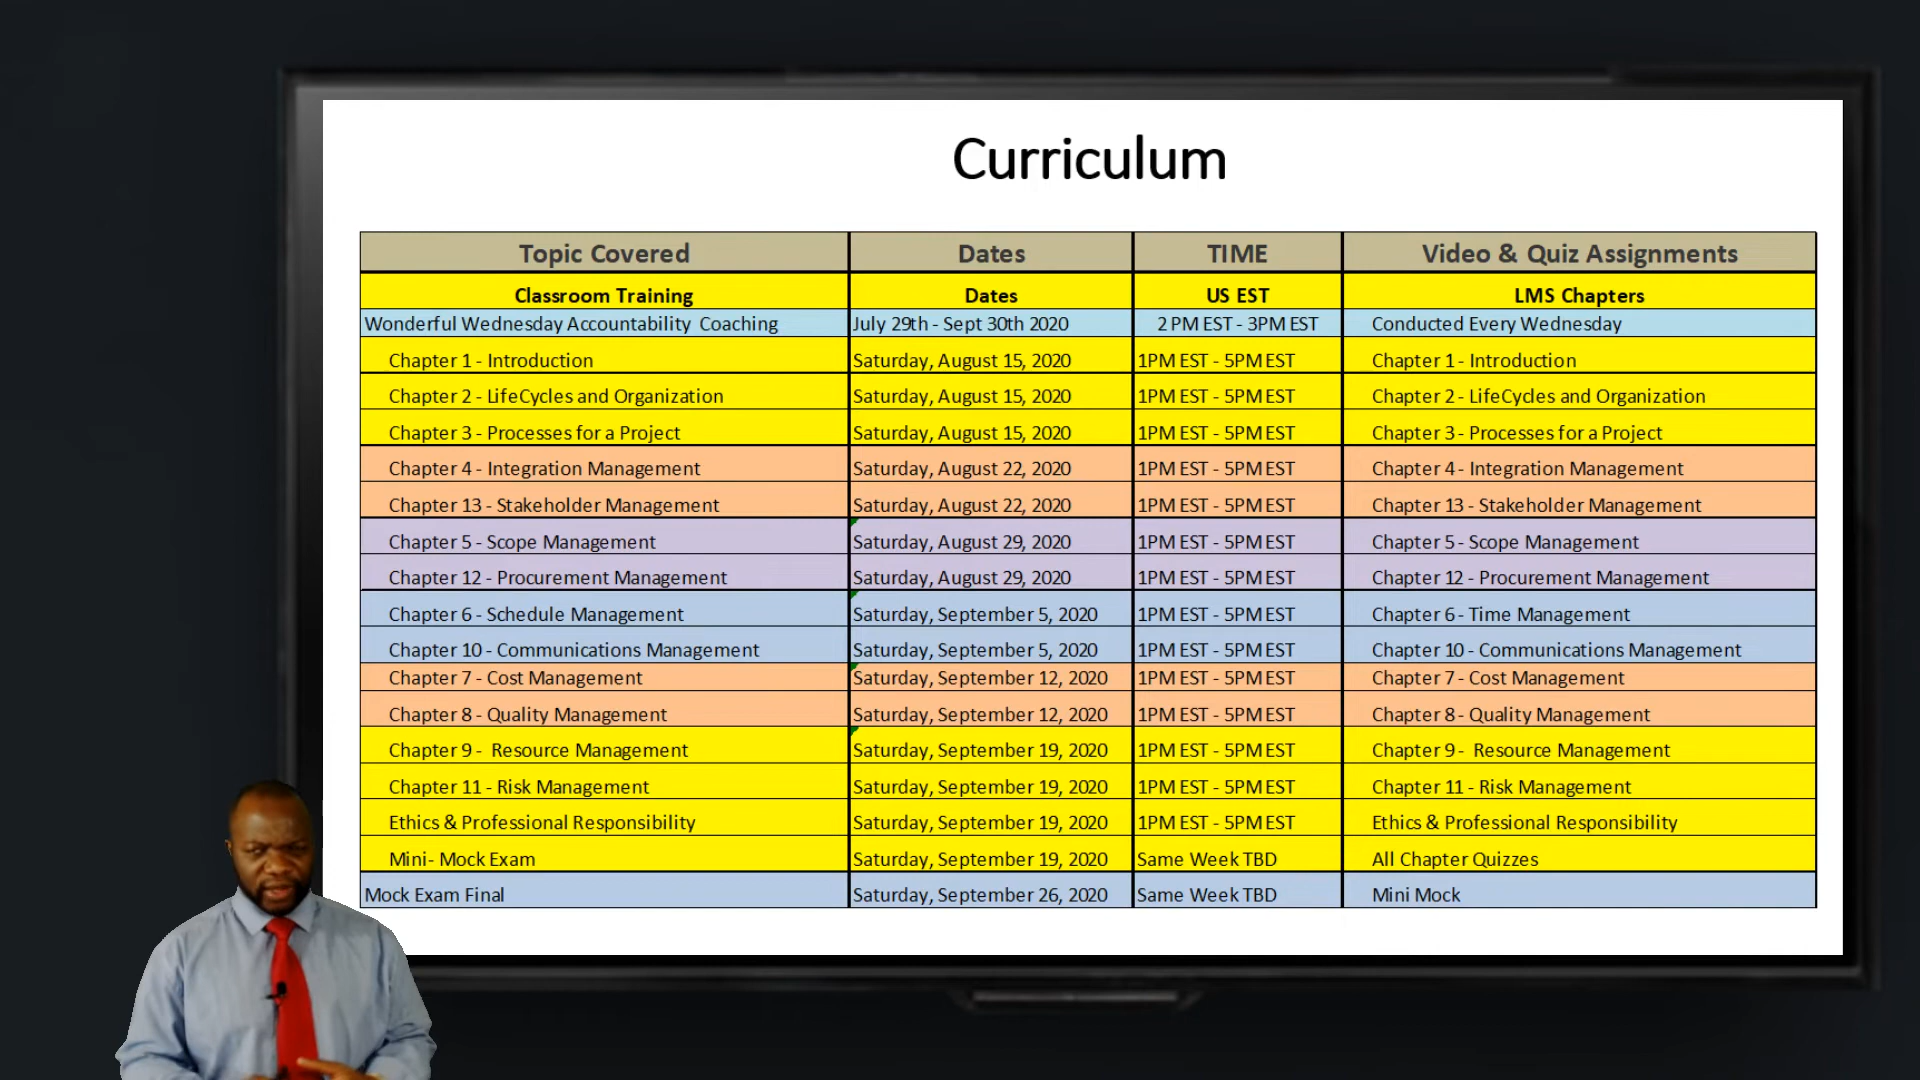 Curriculum
Topic Covered Dates TIME Video & Quiz Assignments
Classroom Training Dates US EST LMS Chapters
Wonderful Wednesday Accountability Coaching July 29th - Sept 30th 2020 2 PM EST - 3PM EST Conducted Every Wednesday
Chapter 1 - Introduction Saturday, August 15, 2020 1PM EST - 5PM EST Chapter 1 - Introduction
Chapter 2 - LifeCycles and Organization Saturday, August 15, 2020 1PM EST - 5PM EST Chapter 2 - LifeCycles and Organization
Chapter 3 - Processes for a Project Saturday, August 15, 2020 1PM EST - 5PM EST Chapter 3 - Processes for a Project
Chapter 4 - Integration Management Saturday, August 22, 2020 1PM EST - 5PM EST Chapter 4 - Integration Management
Chapter 13 - Stakeholder Management Saturday, August 22, 2020 1PM EST - 5PM EST Chapter 13 - Stakeholder Management
Chapter 5 - Scope Management Saturday, August 29, 2020 1PM EST - 5PM EST Chapter 5 - Scope Management
Chapter 12 - Procurement Management Saturday, August 29, 2020 1PM EST - 5PM EST Chapter 12 - Procurement Management
Chapter 6 - Schedule Management Saturday, September 5, 2020 1PM EST - 5PM EST Chapter 6 - Time Management
Chapter 10 - Communications Management Saturday, September 5, 2020 1PM EST - 5PM EST Chapter 10 - Communications Management
Chapter 7 - Cost Management Saturday, September 12, 2020 1PM EST - 5PM EST Chapter 7 - Cost Management
Chapter 8 - Quality Management Saturday, September 12, 2020 1PM EST - 5PM EST Chapter 8 - Quality Management
Chapter 9 - Resource Management Saturday, September 19, 2020 1PM EST - 5PM EST Chapter 9 - Resource Management
Chapter 11 - Risk Management Saturday, September 19, 2020 1PM EST - 5PM EST Chapter 11 - Risk Management
Ethics & Professional Responsibility Saturday, September 19, 2020 1PM EST - 5PM EST Ethics & Professional Responsibility
Mini- Mock Exam Saturday, September 19, 2020 Same Week TBD All Chapter Quizzes
Mock Exam Final Saturday, September 26, 2020 Same Week TBD Mini Mock